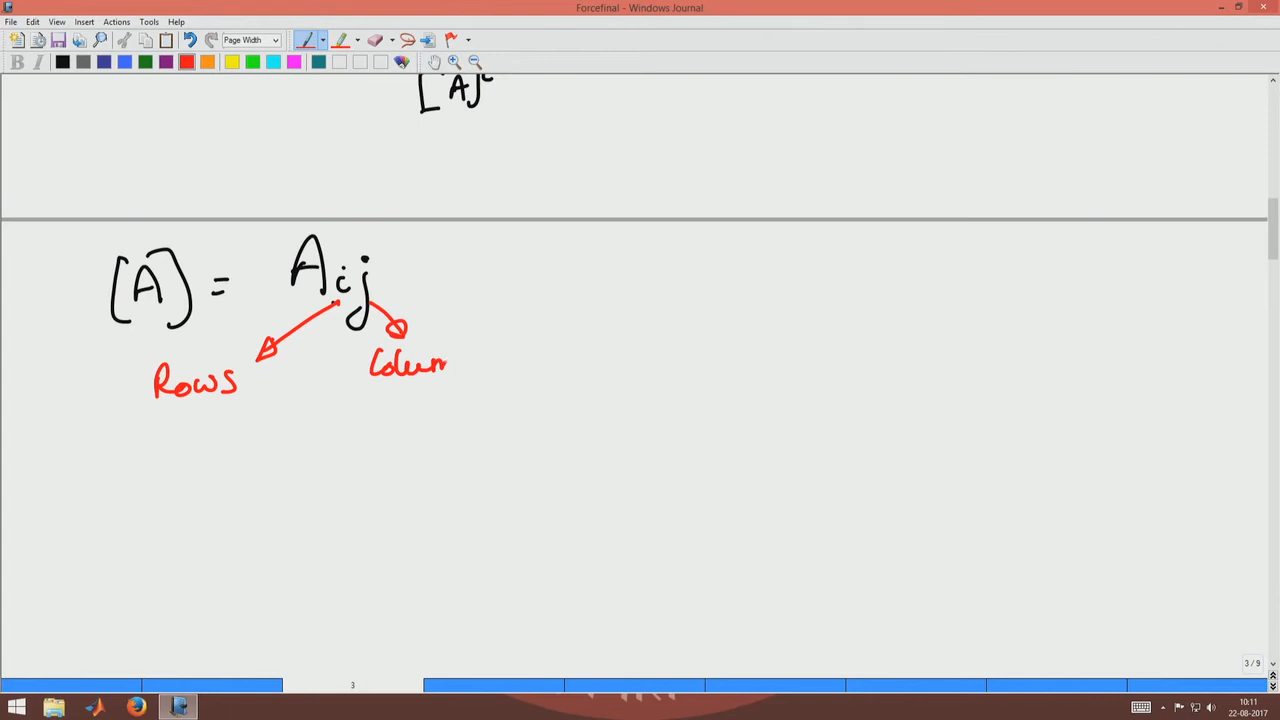 Forcefinal - Windows Journal
File Edit View Insert Actions Tools Help
Page Width
B I
[A] = Aij
Rows
Colum
3 / 9
3
10:11
22-08-2017